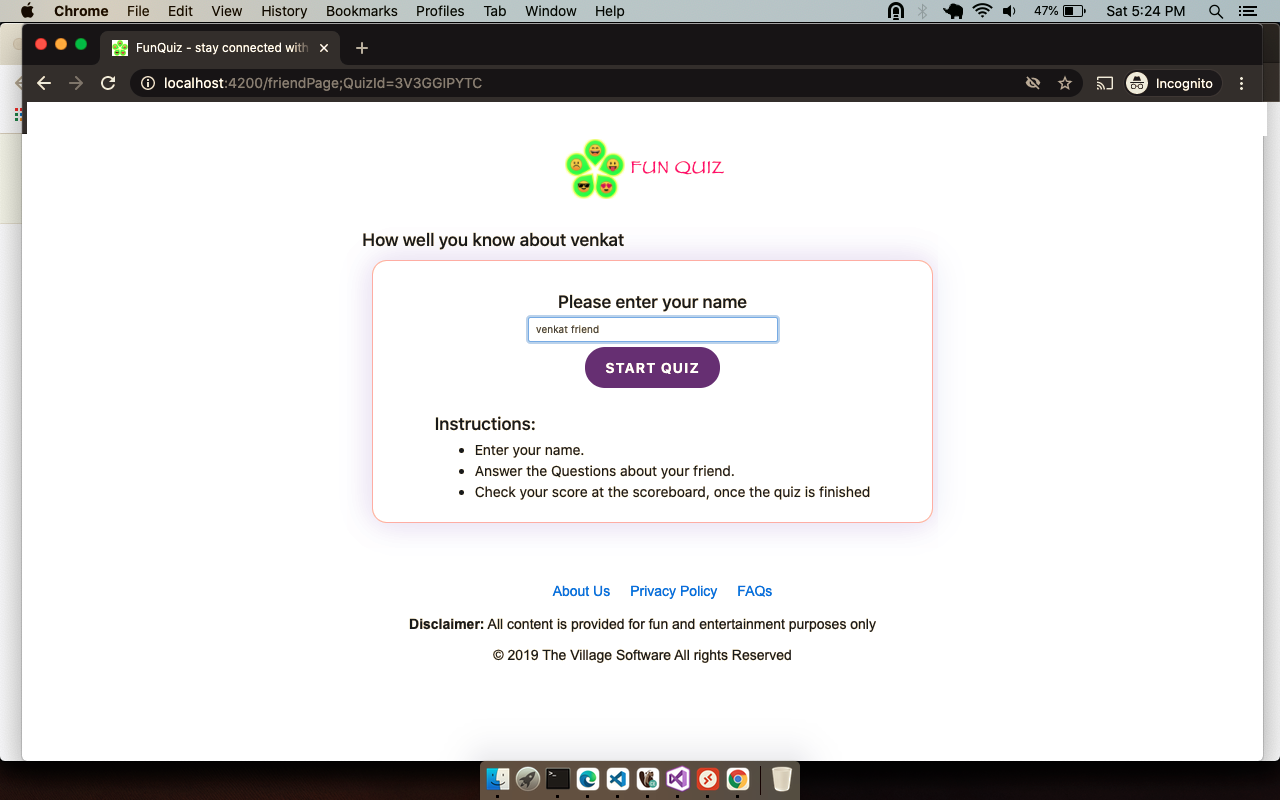 Chrome File Edit View History Bookmarks Profiles Tab Window Help 47% Sat 5:24 PM
FunQuiz - stay connected with
localhost:4200/friendPage;QuizId=3V3GGIPYTC Incognito
FUN QUIZ
How well you know about venkat
Please enter your name
venkat friend
START QUIZ
Instructions:
Enter your name.
Answer the Questions about your friend.
Check your score at the scoreboard, once the quiz is finished
About Us Privacy Policy FAQs
Disclaimer: All content is provided for fun and entertainment purposes only
© 2019 The Village Software All rights Reserved